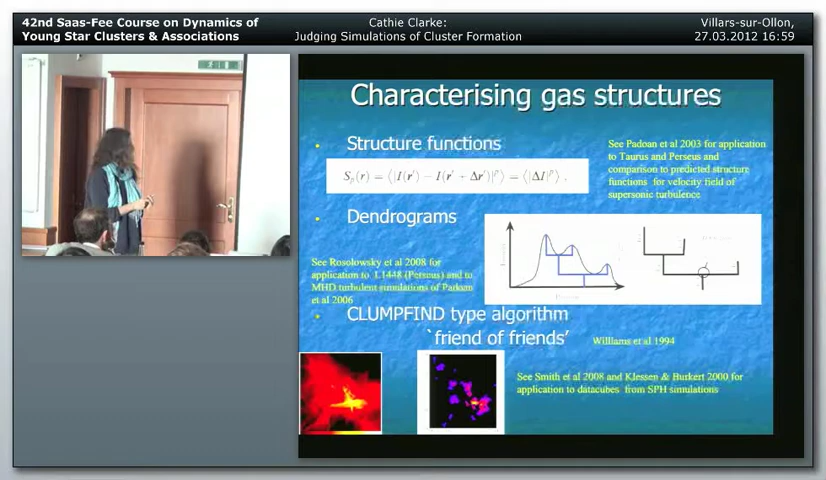 42nd Saas-Fee Course on Dynamics of
Young Star Clusters & Associations
Cathie Clarke:
Judging Simulations of Cluster Formation
Villars-sur-Ollon,
27.03.2012 16:59
Characterising gas structures
• Structure functions
See Padoan et al 2003 for application
to Taurus and Perseus and
comparison to predicted structure
functions for velocity field of
supersonic turbulence
Sₚ(r) = ⟨|I(r′) − I(r′ + Δr′)|ᵖ⟩ = ⟨|ΔI|ᵖ⟩ .
• Dendrograms
See Rosolowsky et al 2008 for
application to L1448 (Perseus) and to
MHD turbulent simulations of Padoan
et al 2006
• CLUMPFIND type algorithm
`friend of friends’
Williams et al 1994
See Smith et al 2008 and Klessen & Burkert 2000 for
application to datacubes from SPH simulations